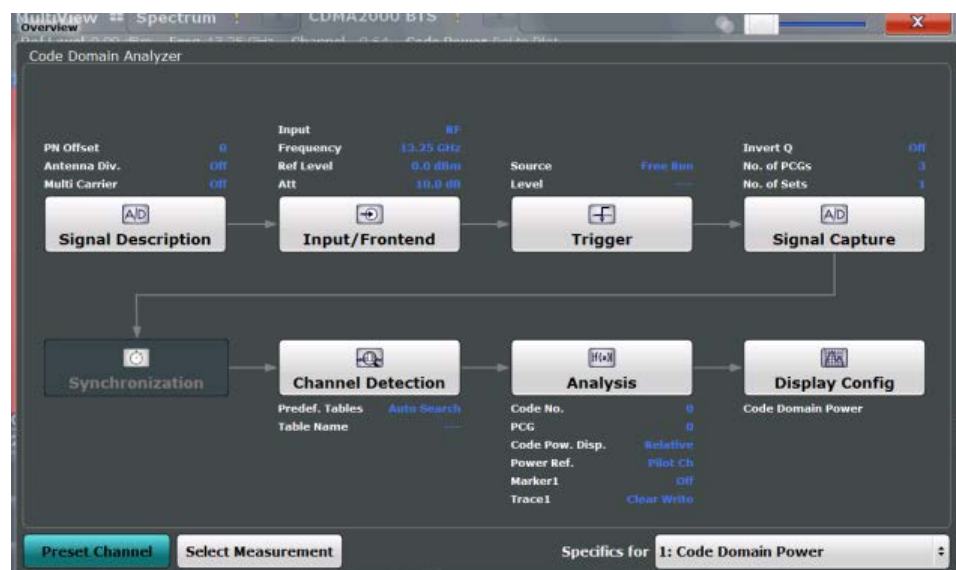 MultiView Spectrum ! CDMA2000 BTS !
Overview X
Code Domain Analyzer
PN Offset 0
Antenna Div. Off
Multi Carrier Off
Signal Description
Input RF
Frequency 13.25 GHz
Ref Level 0.0 dBm
Att 10.0 dB
Input/Frontend
Source Free Run
Level ---
Trigger
Invert Q Off
No. of PCGs 3
No. of Sets 1
Signal Capture
Synchronization
Channel Detection
Predef. Tables Auto Search
Table Name ---
Analysis
Code No. 0
PCG 0
Code Pow. Disp. Relative
Power Ref. Pilot Ch
Marker1 Off
Trace1 Clear Write
Display Config
Code Domain Power
Preset Channel Select Measurement Specifics for 1: Code Domain Power